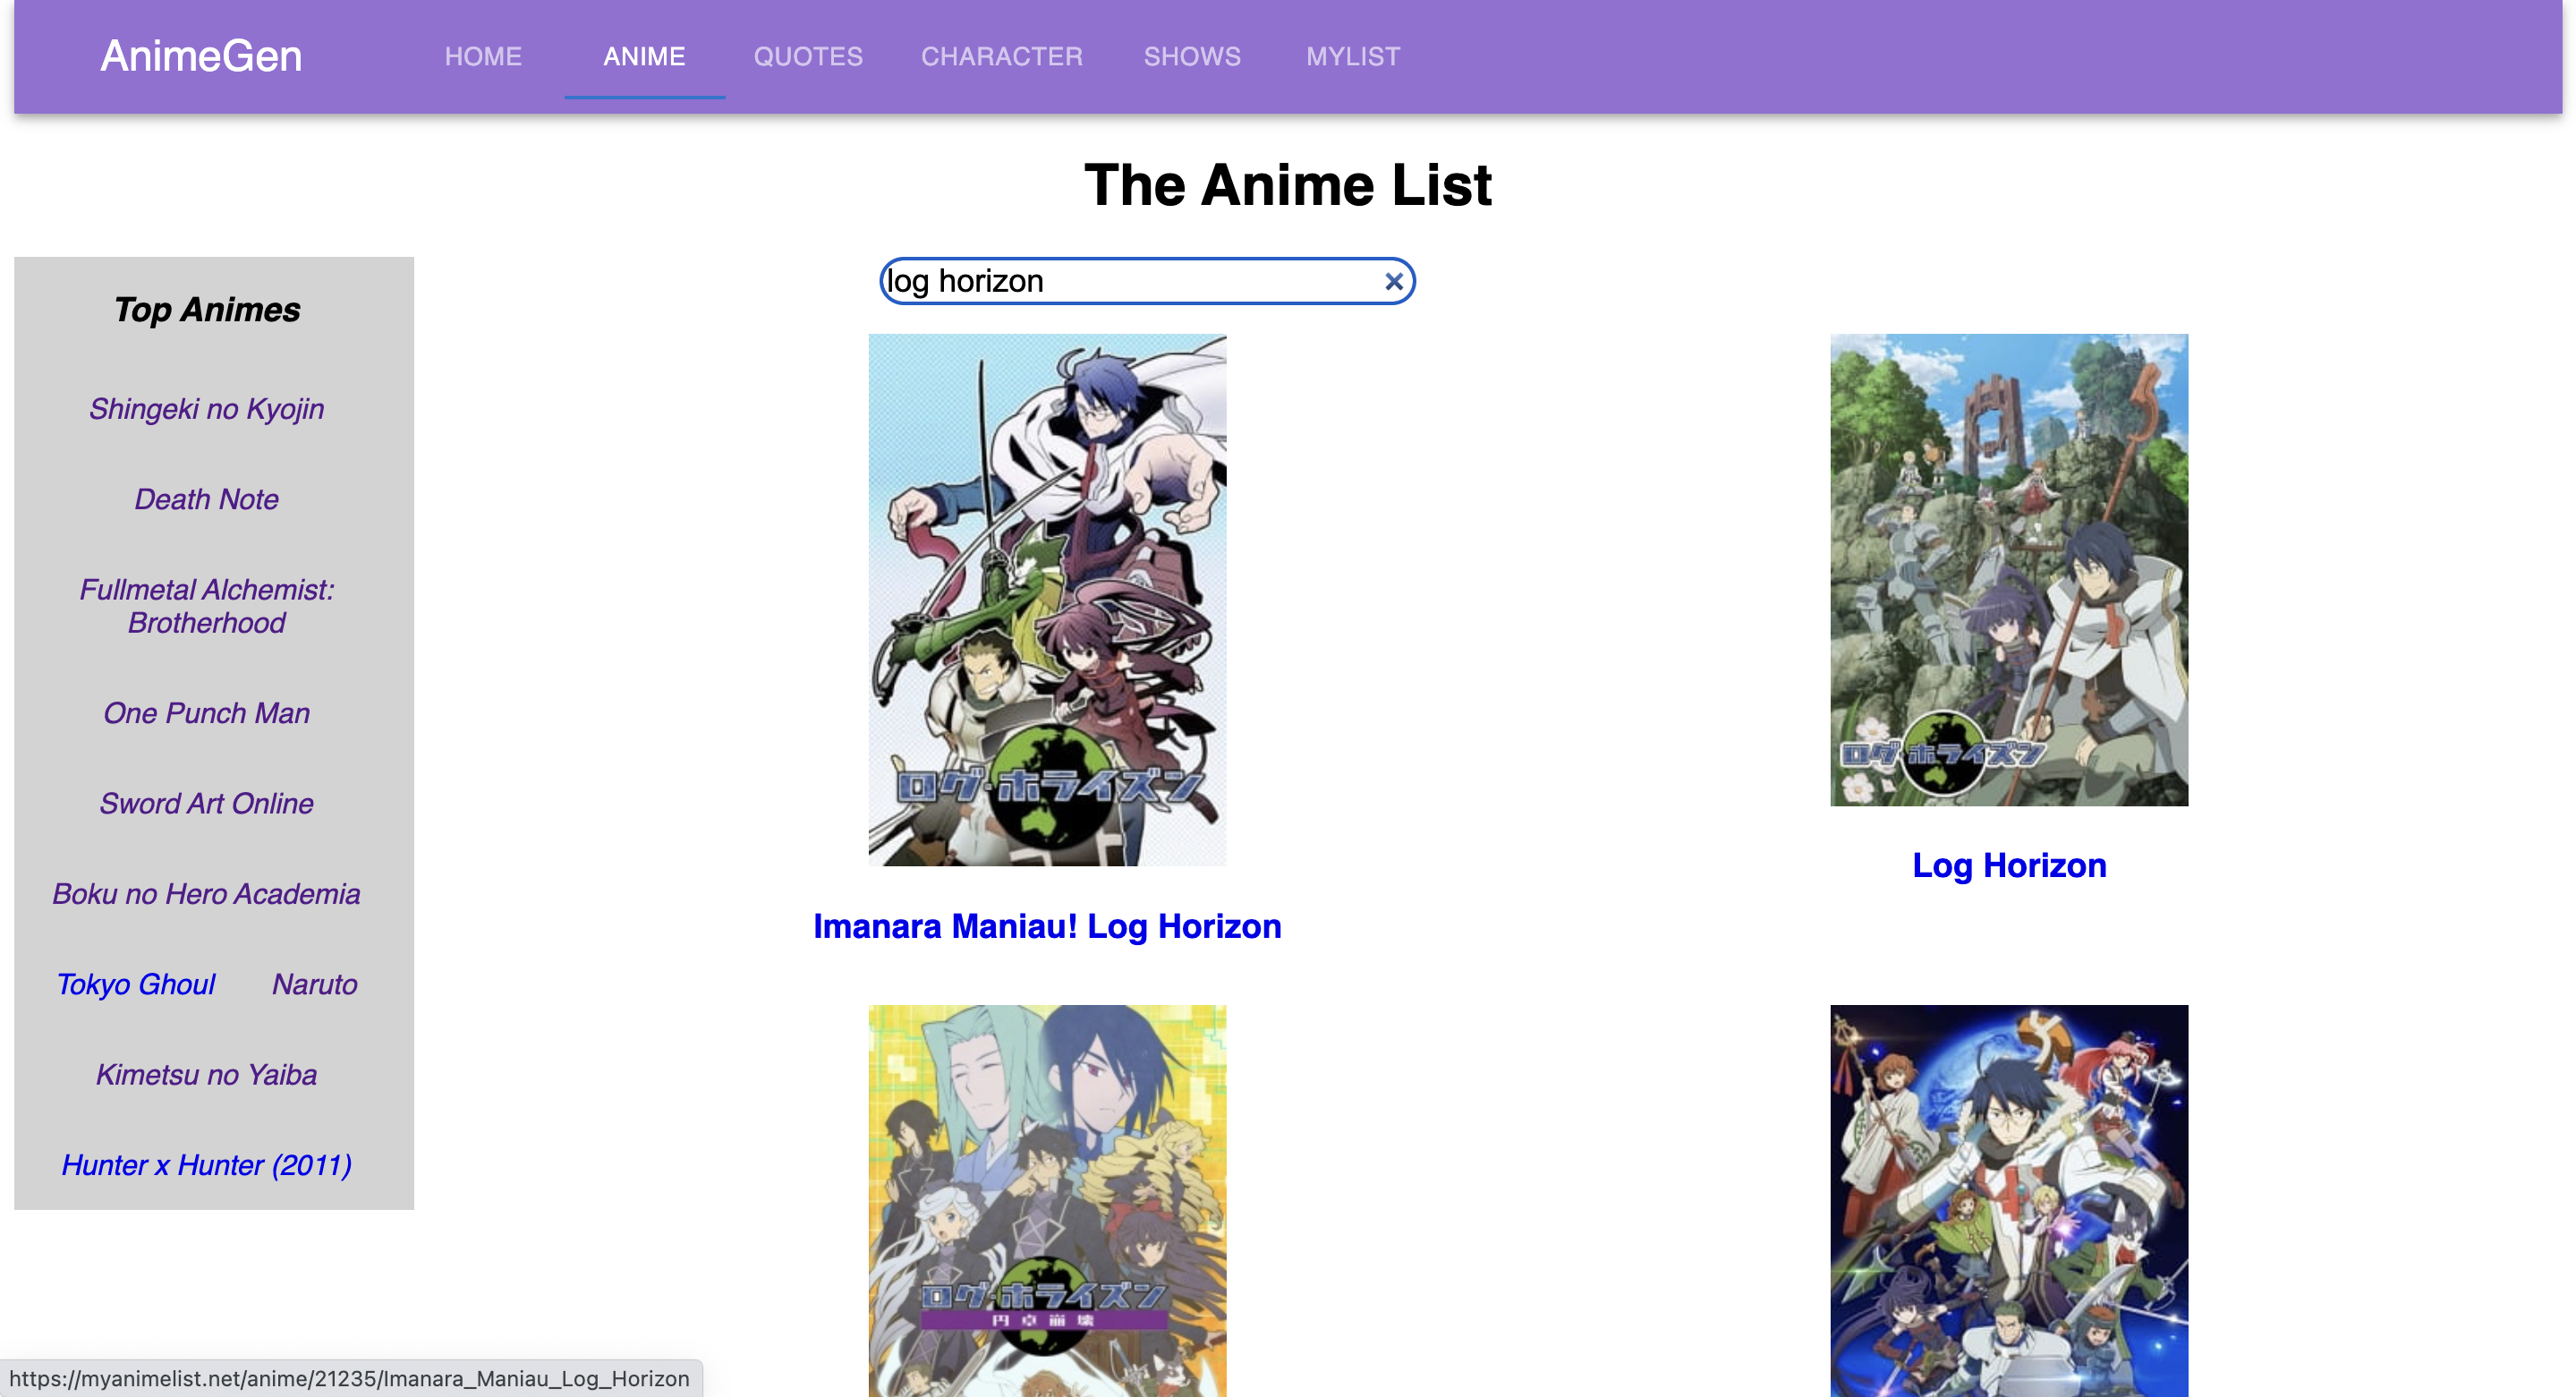 AnimeGen HOME ANIME QUOTES CHARACTER SHOWS MYLIST
The Anime List
Top Animes
Shingeki no Kyojin
Death Note
Fullmetal Alchemist:
Brotherhood
One Punch Man
Sword Art Online
Boku no Hero Academia
Tokyo Ghoul Naruto
Kimetsu no Yaiba
Hunter x Hunter (2011)
log horizon ×
ログ・ホライズン
Imanara Maniau! Log Horizon
ログ・ホライズン
Log Horizon
ログ・ホライズン
円卓崩壊
https://myanimelist.net/anime/21235/Imanara_Maniau_Log_Horizon